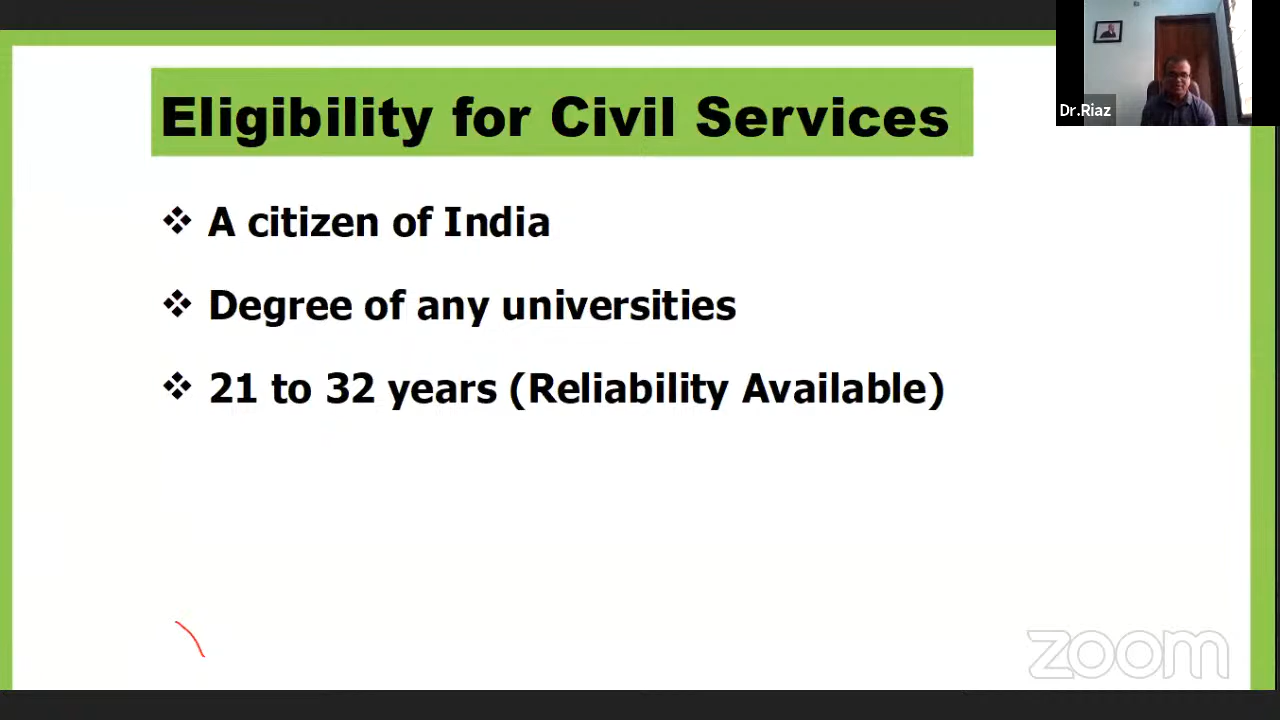 Eligibility for Civil Services
Dr.Riaz
❖ A citizen of India
❖ Degree of any universities
❖ 21 to 32 years (Reliability Available)
zoom